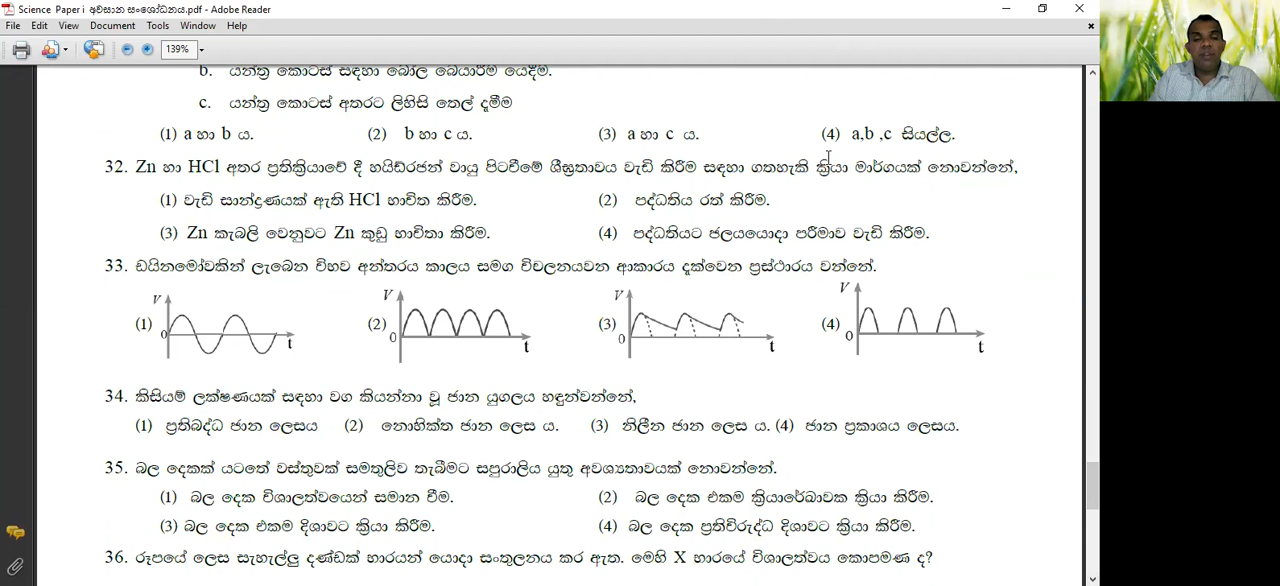 Science Paper i අවසාන සංශෝධනය.pdf - Adobe Reader
File Edit View Document Tools Window Help
139%
b. යන්ත්‍ර කොටස් සඳහා බෝල බෙයාරිම් යෙදීම.
c. යන්ත්‍ර කොටස් අතරට ලිහිසි තෙල් දැමීම
(1) a හා b ය. (2) b හා c ය. (3) a හා c ය. (4) a,b ,c සියල්ල.
32. Zn හා HCl අතර ප්‍රතික්‍රියාවේ දී හයිඩ්රජන් වායු පිටවීමේ ශීඝ්‍රතාවය වැඩි කිරීම සඳහා ගතහැකි ක්‍රියා මාර්ගයක් නොවන්නේ,
(1) වැඩි සාන්ද්‍රණයක් ඇති HCl භාවිත කිරීම. (2) පද්ධතිය රත් කිරීම.
(3) Zn කැබලි වෙනුවට Zn කුඩු භාවිතා කිරීම. (4) පද්ධතියට ජලයයොදා පරිමාව වැඩි කිරීම.
33. ඩයිනමෝවකින් ලැබෙන විභව අන්තරය කාලය සමග විචලනයවන ආකාරය දැක්වෙන ප්‍රස්ථාරය වන්නේ.
(1) V 0 t (2) V 0 t (3) V 0 t (4) V 0 t
34. කිසියම් ලක්ෂණයක් සඳහා වග කියන්නා වූ ජාන යුගලය හඳුන්වන්නේ,
(1) ප්‍රතිබද්ධ ජාන ලෙසය (2) නොහික්ත ජාන ලෙස ය. (3) නිලීන ජාන ලෙස ය. (4) ජාන ප්‍රකාශය ලෙසය.
35. බල දෙකක් යටතේ වස්තුවක් සමතුලිව තැබීමට සපුරාලිය යුතු අවශ්‍යතාවයක් නොවන්නේ.
(1) බල දෙක විශාලත්වයෙන් සමාන වීම. (2) බල දෙක එකම ක්‍රියාරේඛාවක ක්‍රියා කිරීම.
(3) බල දෙක එකම දිශාවට ක්‍රියා කිරීම. (4) බල දෙක ප්‍රතිවිරුද්ධ දිශාවට ක්‍රියා කිරීම.
36. රූපයේ ලෙස සැහැල්ලු දණ්ඩක් භාරයන් යොදා සංතුලනය කර ඇත. මෙහි X භාරයේ විශාලත්වය කොපමණ ද?